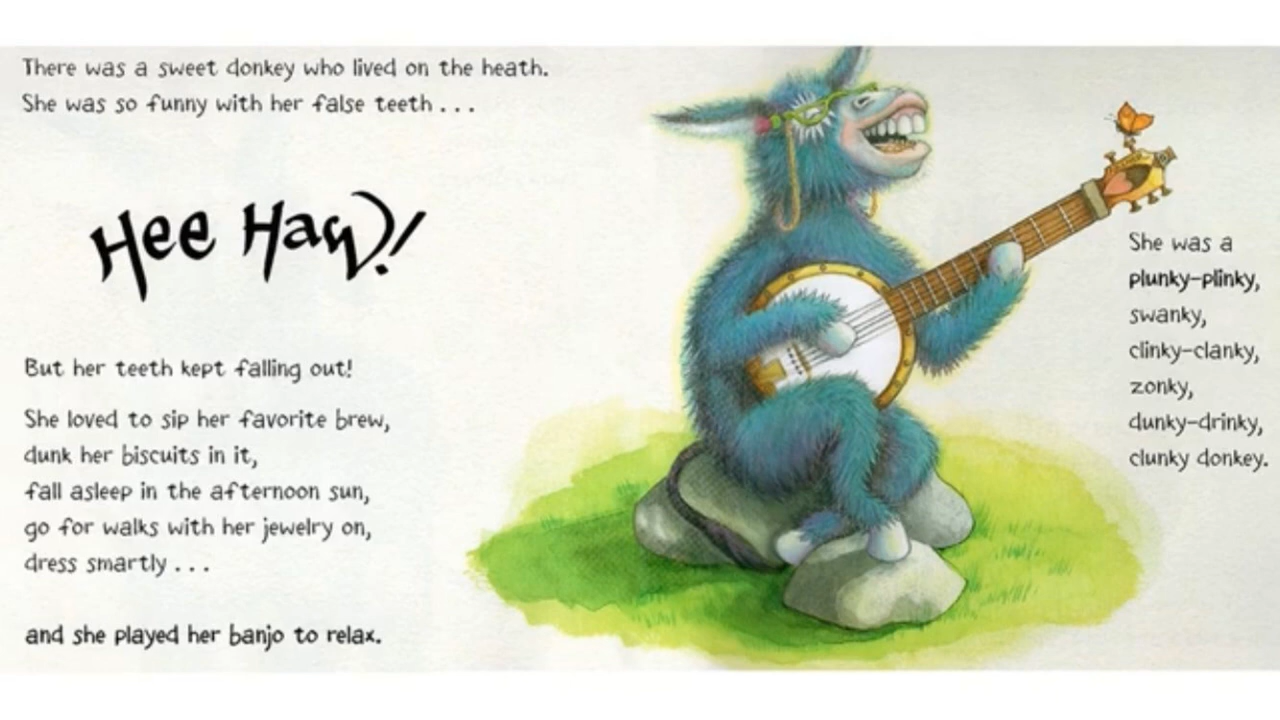 There was a sweet donkey who lived on the heath.
She was so funny with her false teeth . . .
Hee Haw!
But her teeth kept falling out!
She loved to sip her favorite brew,
dunk her biscuits in it,
fall asleep in the afternoon sun,
go for walks with her jewelry on,
dress smartly . . .
and she played her banjo to relax.
She was a
plunky-plinky,
swanky,
clinky-clanky,
zonky,
dunky-drinky,
clunky donkey.